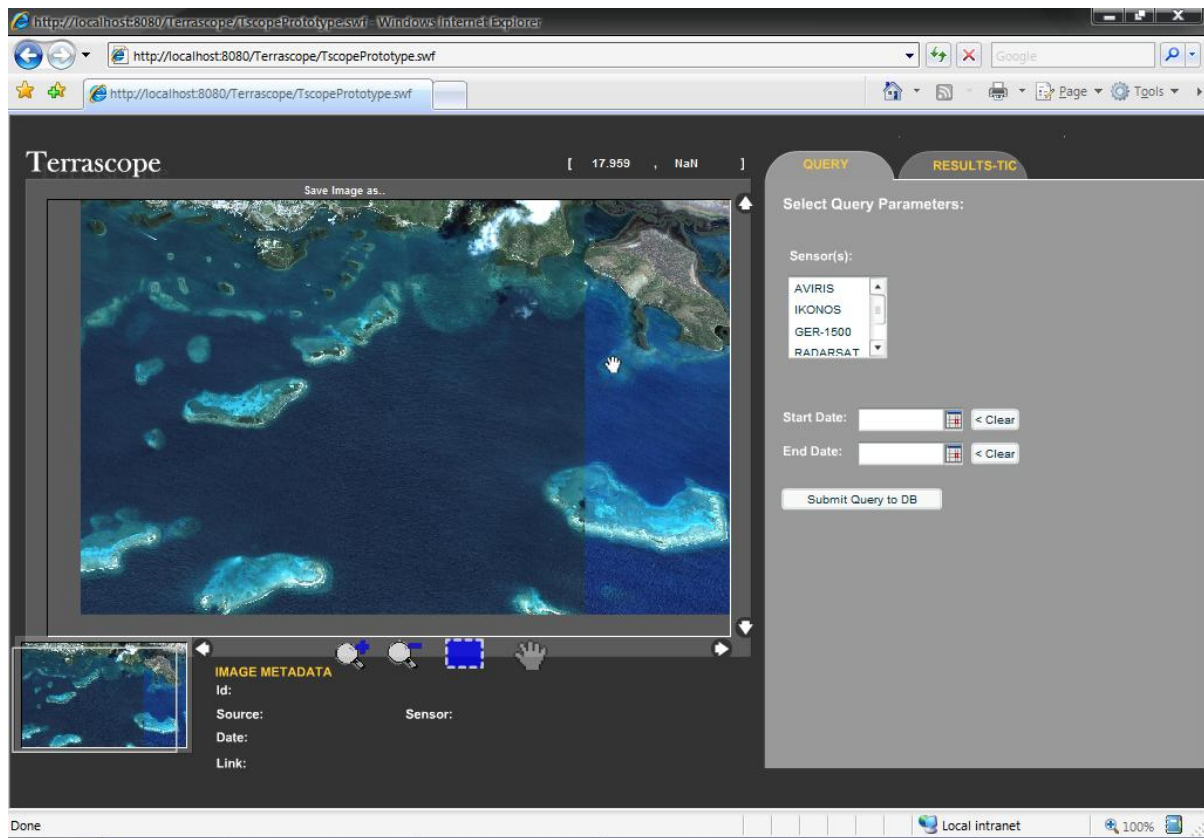 http://localhost:8080/Terrascope/TscopePrototype.swf - Windows Internet Explorer
http://localhost:8080/Terrascope/TscopePrototype.swf
Google
http://localhost:8080/Terrascope/TscopePrototype.swf
Page
Tools
Terrascope
[ 17.959 , NaN ]
QUERY
RESULTS-TIC
Save Image as..
Select Query Parameters:
Sensor(s):
AVIRIS
IKONOS
GER-1500
RADARSAT
Start Date:
< Clear
End Date:
< Clear
Submit Query to DB
IMAGE METADATA
Id:
Source:
Sensor:
Date:
Link:
Done
Local intranet
100%